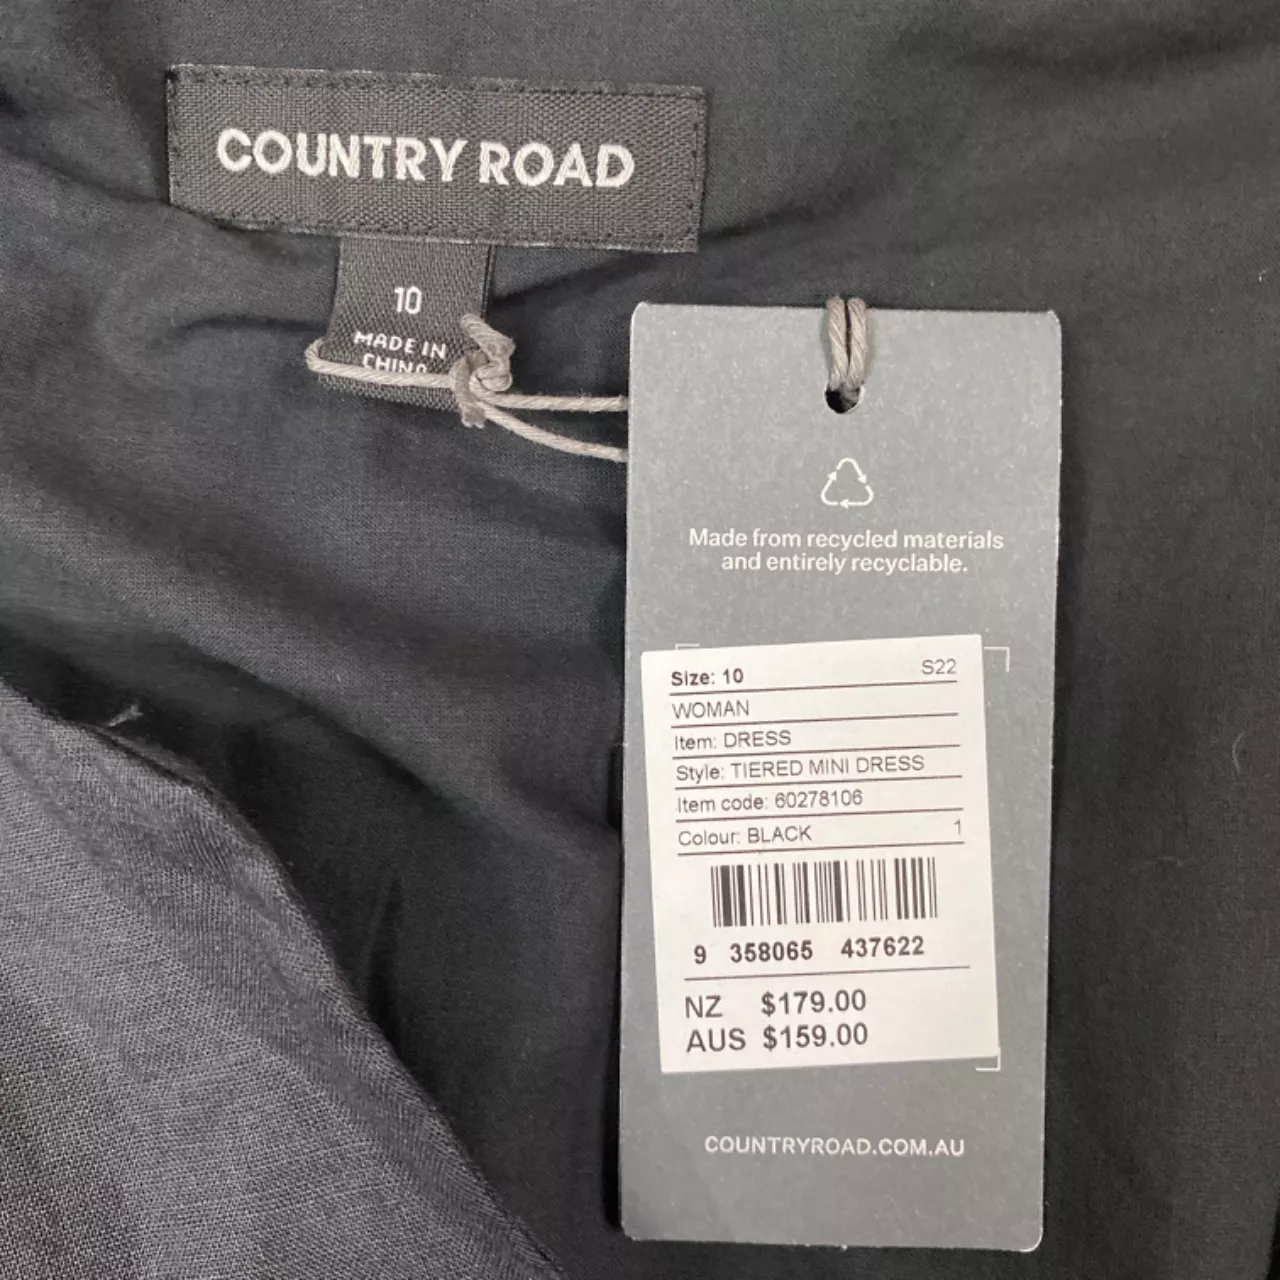 COUNTRY ROAD
10
MADE IN
CHINA
Made from recycled materials
and entirely recyclable.
Size: 10 S22
WOMAN
Item: DRESS
Style: TIERED MINI DRESS
Item code: 60278106
Colour: BLACK 1
9 358065 437622
NZ $179.00
AUS $159.00
COUNTRYROAD.COM.AU